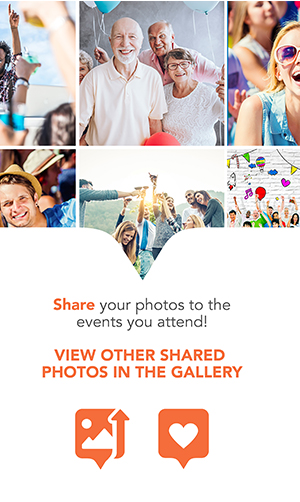 Share your photos to the
events you attend!
VIEW OTHER SHARED
PHOTOS IN THE GALLERY